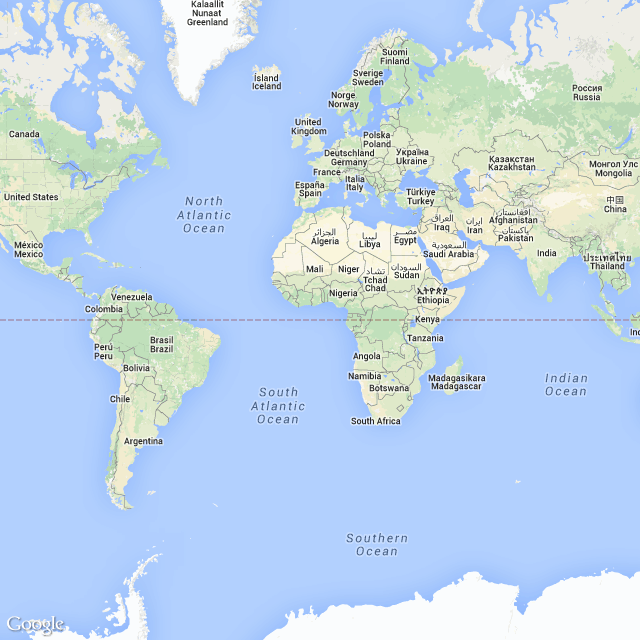 Kalaallit
Nunaat
Greenland
Suomi
Finland
Ísland
Iceland
Sverige
Sweden
Россия
Russia
Norge
Norway
Canada
United
Kingdom
Polska
Poland
Україна
Ukraine
Deutschland
Germany
Қазақстан
Kazakhstan
Монгол Улс
Mongolia
France
Italia
Italy
España
Spain
Türkiye
Turkey
中国
China
United States
North
Atlantic
Ocean
العراق
Iraq
ایران
Iran
افغانستان
Afghanistan
پاکستان
Pakistan
الجزائر
Algeria
ليبيا
Libya
مصر
Egypt
السعودية
Saudi Arabia
México
Mexico
India
ประเทศไทย
Thailand
Mali
Niger
تشاد
Tchad
Chad
السودان
Sudan
Nigeria
ኢትዮጵያ
Ethiopia
Venezuela
Colombia
Kenya
Ind
Perú
Peru
Brasil
Brazil
Tanzania
Angola
Bolivia
Namibia
Botswana
Madagasikara
Madagascar
Indian
Ocean
Chile
South
Atlantic
Ocean
South Africa
Argentina
Southern
Ocean
Google